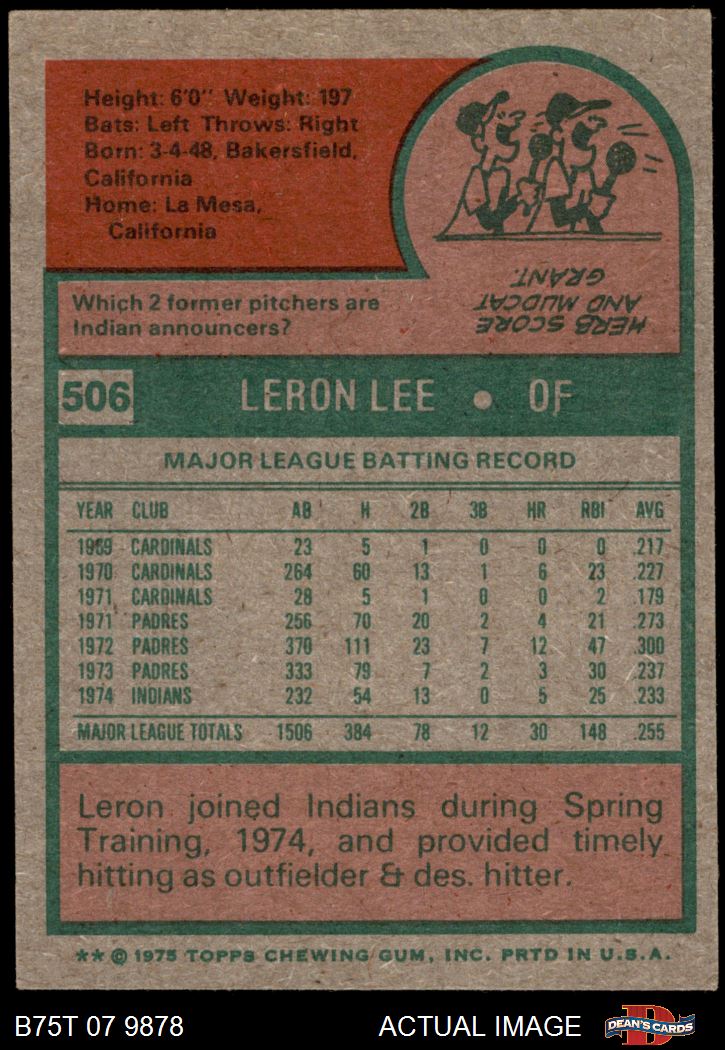 Height: 6'0" Weight: 197
Bats: Left Throws: Right
Born: 3-4-48, Bakersfield,
California
Home: La Mesa,
California
Which 2 former pitchers are
Indian announcers?
HERB SCORE
AND MUDCAT
GRANT.
506 LERON LEE • OF
MAJOR LEAGUE BATTING RECORD
YEAR CLUB AB H 2B 3B HR RBI AVG
1969 CARDINALS 23 5 1 0 0 0 .217
1970 CARDINALS 264 60 13 1 6 23 .227
1971 CARDINALS 28 5 1 0 0 2 .179
1971 PADRES 256 70 20 2 4 21 .273
1972 PADRES 370 111 23 7 12 47 .300
1973 PADRES 333 79 7 2 3 30 .237
1974 INDIANS 232 54 13 0 5 25 .233
MAJOR LEAGUE TOTALS 1506 384 78 12 30 148 .255
Leron joined Indians during Spring
Training, 1974, and provided timely
hitting as outfielder & des. hitter.
** © 1975 TOPPS CHEWING GUM, INC. PRTD IN U.S.A.
B75T 07 9878 ACTUAL IMAGE D DEAN'S CARDS